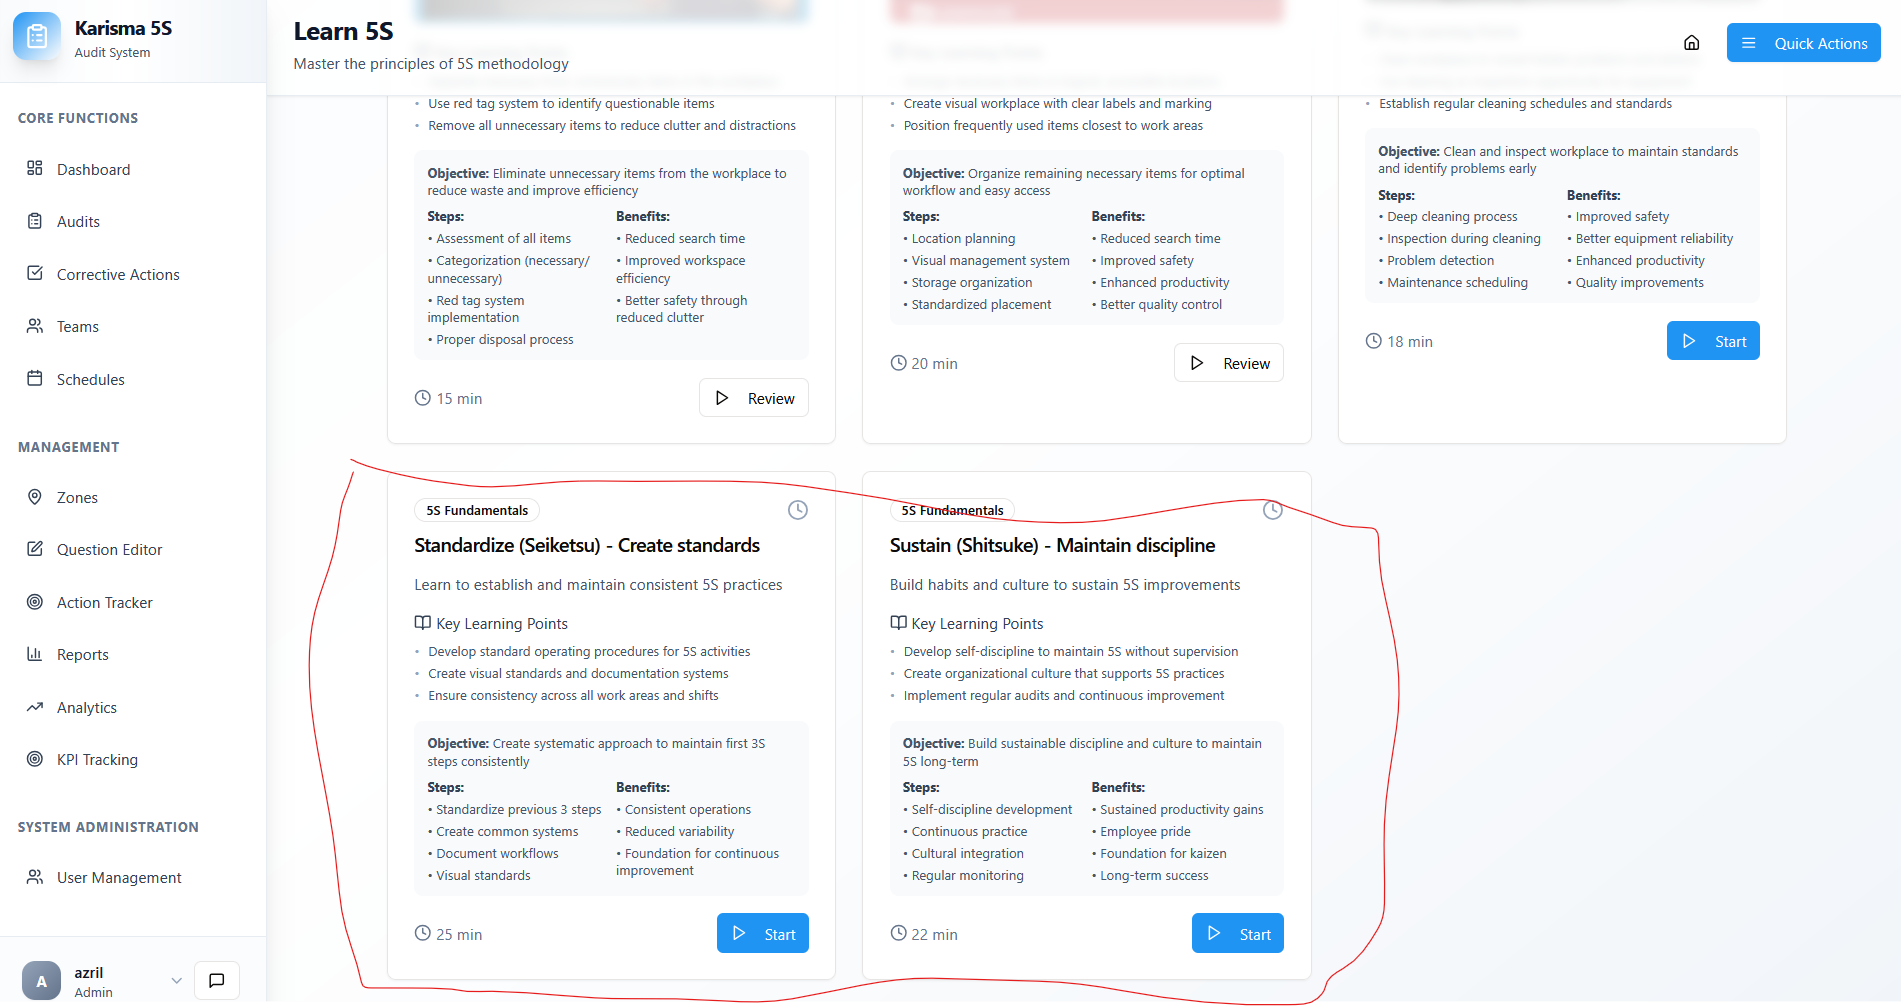 Karisma 5S
Audit System
CORE FUNCTIONS
Dashboard
Audits
Corrective Actions
Teams
Schedules
MANAGEMENT
Zones
Question Editor
Action Tracker
Reports
Analytics
KPI Tracking
SYSTEM ADMINISTRATION
User Management
A
azril
Admin
Learn 5S
Master the principles of 5S methodology
Quick Actions
• Use red tag system to identify questionable items
• Remove all unnecessary items to reduce clutter and distractions
Objective: Eliminate unnecessary items from the workplace to
reduce waste and improve efficiency
Steps:
• Assessment of all items
• Categorization (necessary/
unnecessary)
• Red tag system
implementation
• Proper disposal process
Benefits:
• Reduced search time
• Improved workspace
efficiency
• Better safety through
reduced clutter
15 min
Review
• Create visual workplace with clear labels and marking
• Position frequently used items closest to work areas
Objective: Organize remaining necessary items for optimal
workflow and easy access
Steps:
• Location planning
• Visual management system
• Storage organization
• Standardized placement
Benefits:
• Reduced search time
• Improved safety
• Enhanced productivity
• Better quality control
20 min
Review
• Establish regular cleaning schedules and standards
Objective: Clean and inspect workplace to maintain standards
and identify problems early
Steps:
• Deep cleaning process
• Inspection during cleaning
• Problem detection
• Maintenance scheduling
Benefits:
• Improved safety
• Better equipment reliability
• Enhanced productivity
• Quality improvements
18 min
Start
5S Fundamentals
Standardize (Seiketsu) - Create standards
Learn to establish and maintain consistent 5S practices
Key Learning Points
• Develop standard operating procedures for 5S activities
• Create visual standards and documentation systems
• Ensure consistency across all work areas and shifts
Objective: Create systematic approach to maintain first 3S
steps consistently
Steps:
• Standardize previous 3 steps
• Create common systems
• Document workflows
• Visual standards
Benefits:
• Consistent operations
• Reduced variability
• Foundation for continuous
improvement
25 min
Start
5S Fundamentals
Sustain (Shitsuke) - Maintain discipline
Build habits and culture to sustain 5S improvements
Key Learning Points
• Develop self-discipline to maintain 5S without supervision
• Create organizational culture that supports 5S practices
• Implement regular audits and continuous improvement
Objective: Build sustainable discipline and culture to maintain
5S long-term
Steps:
• Self-discipline development
• Continuous practice
• Cultural integration
• Regular monitoring
Benefits:
• Sustained productivity gains
• Employee pride
• Foundation for kaizen
• Long-term success
22 min
Start